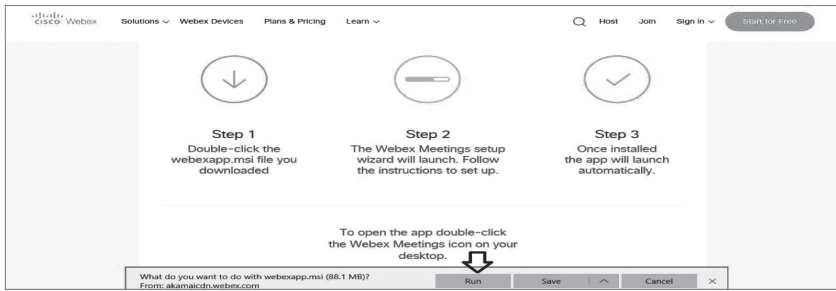 cisco Webex Solutions Webex Devices Plans & Pricing Learn Host Join Sign in Start for Free
Step 1
Double-click the
webexapp.msi file you
downloaded
Step 2
The Webex Meetings setup
wizard will launch. Follow
the instructions to set up.
Step 3
Once installed
the app will launch
automatically.
To open the app double-click
the Webex Meetings icon on your
desktop.
What do you want to do with webexapp.msi (88.1 MB)?
From: akamaicdn.webex.com
Run Save Cancel